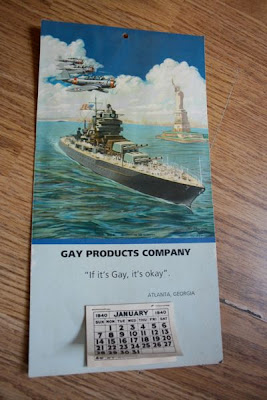 GAY PRODUCTS COMPANY
"If it's Gay, it's okay".
ATLANTA, GEORGIA
1940 JANUARY 1940
SUN MON TUE WED THU FRI SAT
1 2 3 4 5 6
7 8 9 10 11 12 13
14 15 16 17 18 19 20
21 22 23 24 25 26 27
28 29 30 31